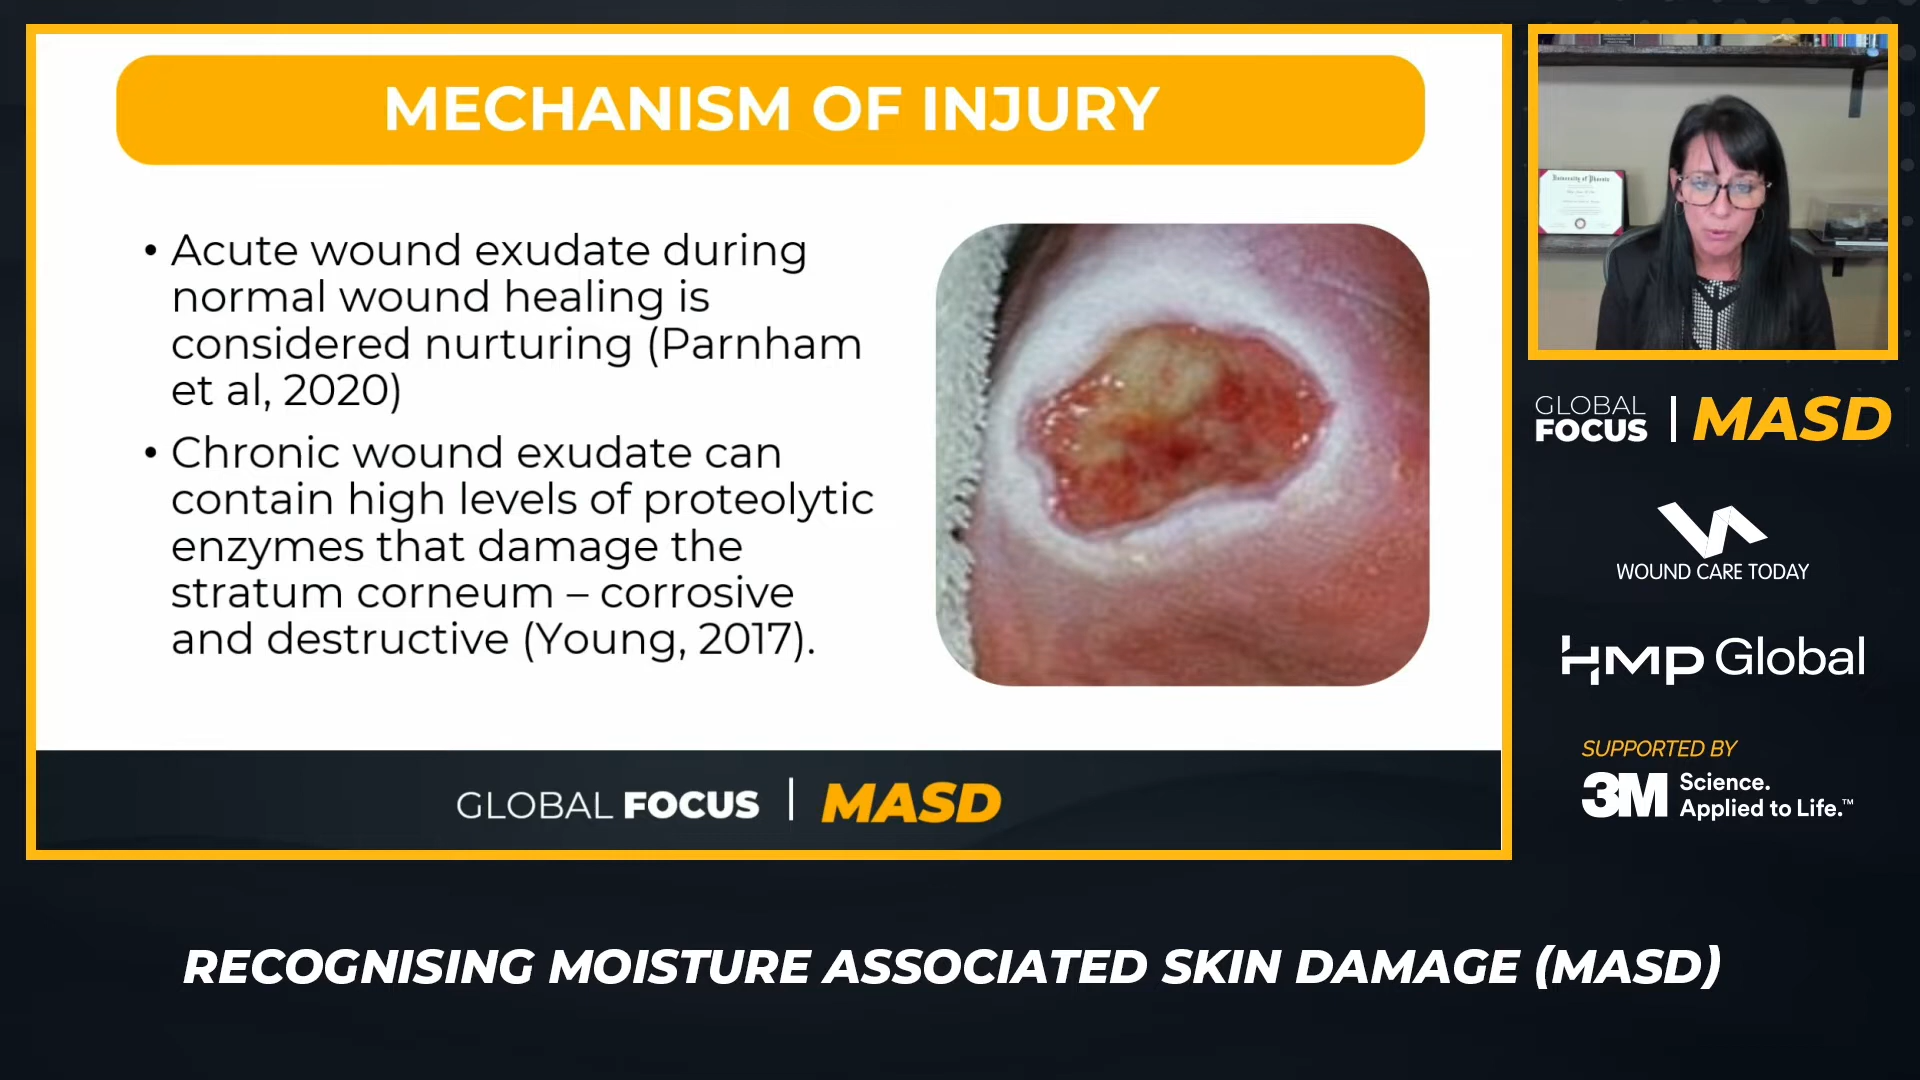 MECHANISM OF INJURY
• Acute wound exudate during
normal wound healing is
considered nurturing (Parnham
et al, 2020)
• Chronic wound exudate can
contain high levels of proteolytic
enzymes that damage the
stratum corneum – corrosive
and destructive (Young, 2017).
GLOBAL FOCUS | MASD
University of Phoenix
GLOBAL
FOCUS | MASD
WOUND CARE TODAY
HMP Global
SUPPORTED BY
3M Science.
Applied to Life.™
RECOGNISING MOISTURE ASSOCIATED SKIN DAMAGE (MASD)